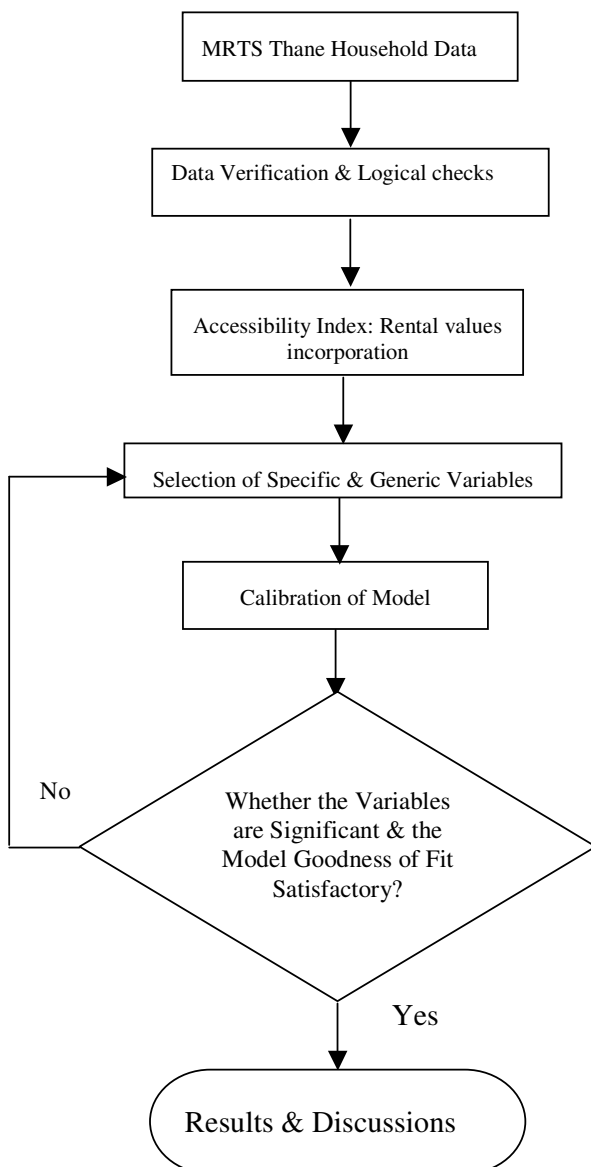 MRTS Thane Household Data
Data Verification & Logical checks
Accessibility Index: Rental values
incorporation
Selection of Specific & Generic Variables
Calibration of Model
No
Whether the Variables
are Significant & the
Model Goodness of Fit
Satisfactory?
Yes
Results & Discussions